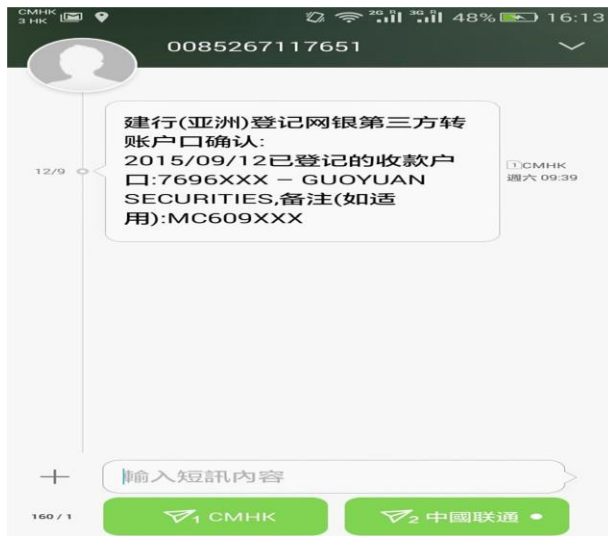 CMHK
3 HK
2G R 3G R 48% 16:13
0085267117651
建行(亚洲)登记网银第三方转
账户口确认:
2015/09/12已登记的收款户
口:7696XXX – GUOYUAN
SECURITIES,备注(如适
用):MC609XXX
12/9
1 CMHK
週六 09:39
輸入短訊內容
160 / 1
1 CMHK
2 中國联通